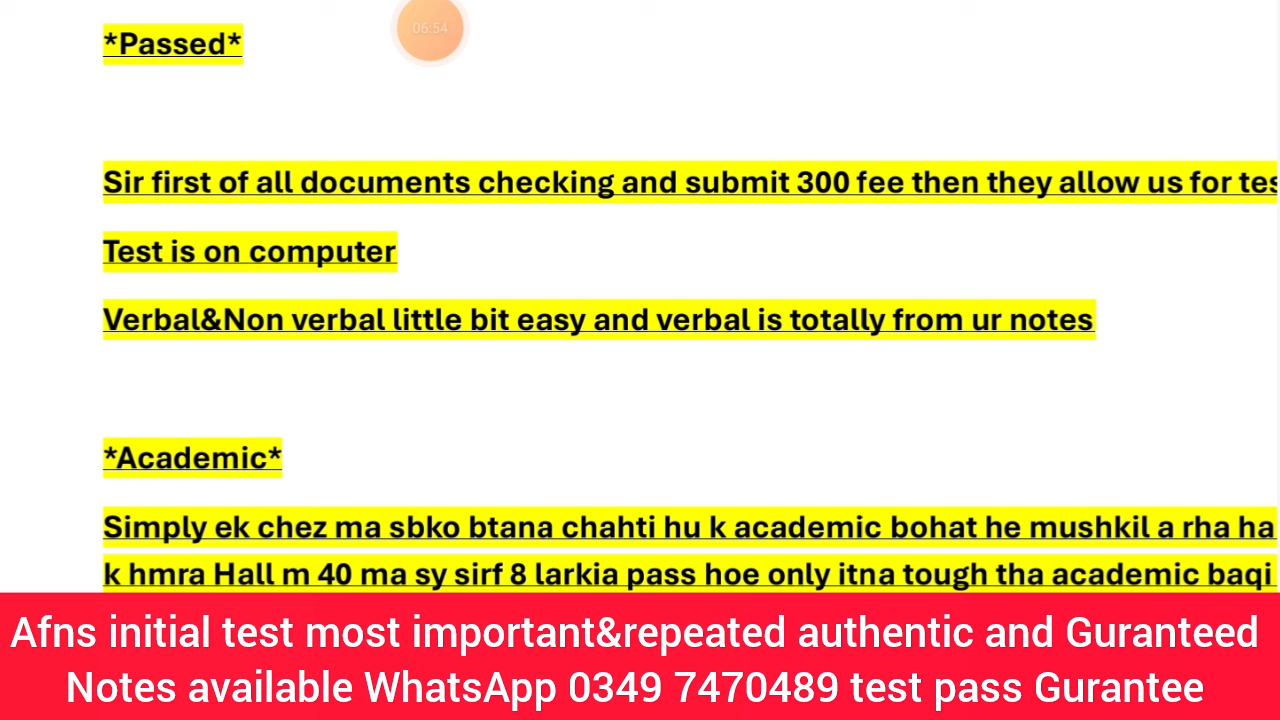 06:54
*Passed*
Sir first of all documents checking and submit 300 fee then they allow us for
Test is on computer
Verbal&Non verbal little bit easy and verbal is totally from ur notes
*Academic*
Simply ek chez ma sbko btana chahti hu k academic bohat he mushkil a rha ha
k hmra Hall m 40 ma sy sirf 8 larkia pass hoe only itna tough tha academic baqi
Afns initial test most important&repeated authentic and Guranteed
Notes available WhatsApp 0349 7470489 test pass Gurantee